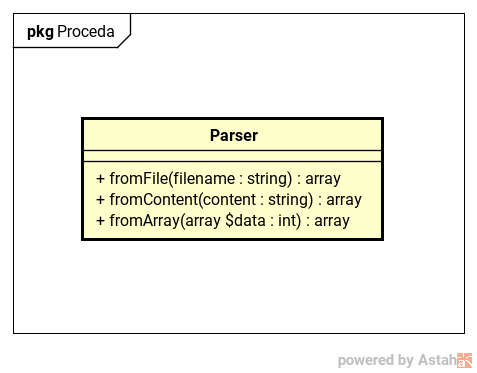 pkg Proceda
Parser
+ fromFile(filename : string) : array
+ fromContent(content : string) : array
+ fromArray(array $data : int) : array
powered by Astah